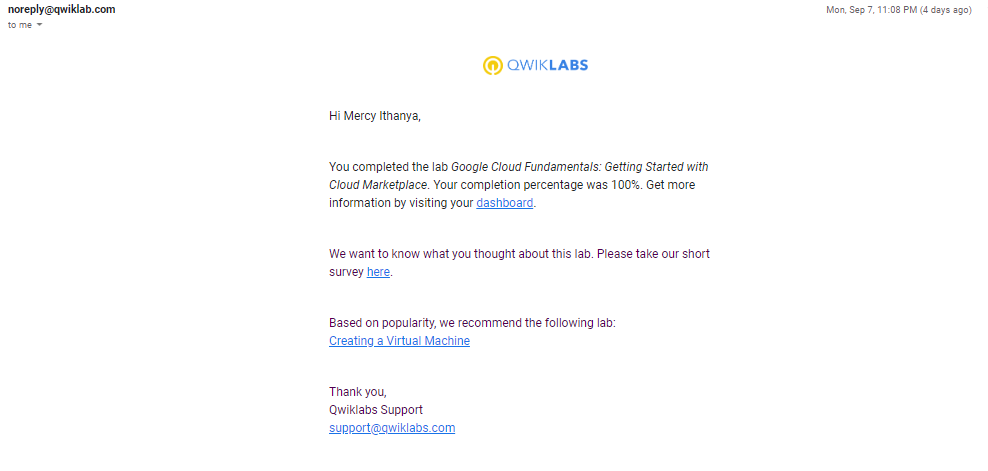 noreply@qwiklab.com
Mon, Sep 7, 11:08 PM (4 days ago)
to me
QWIKLABS
Hi Mercy Ithanya,
You completed the lab Google Cloud Fundamentals: Getting Started with
Cloud Marketplace. Your completion percentage was 100%. Get more
information by visiting your dashboard.
We want to know what you thought about this lab. Please take our short
survey here.
Based on popularity, we recommend the following lab:
Creating a Virtual Machine
Thank you,
Qwiklabs Support
support@qwiklabs.com